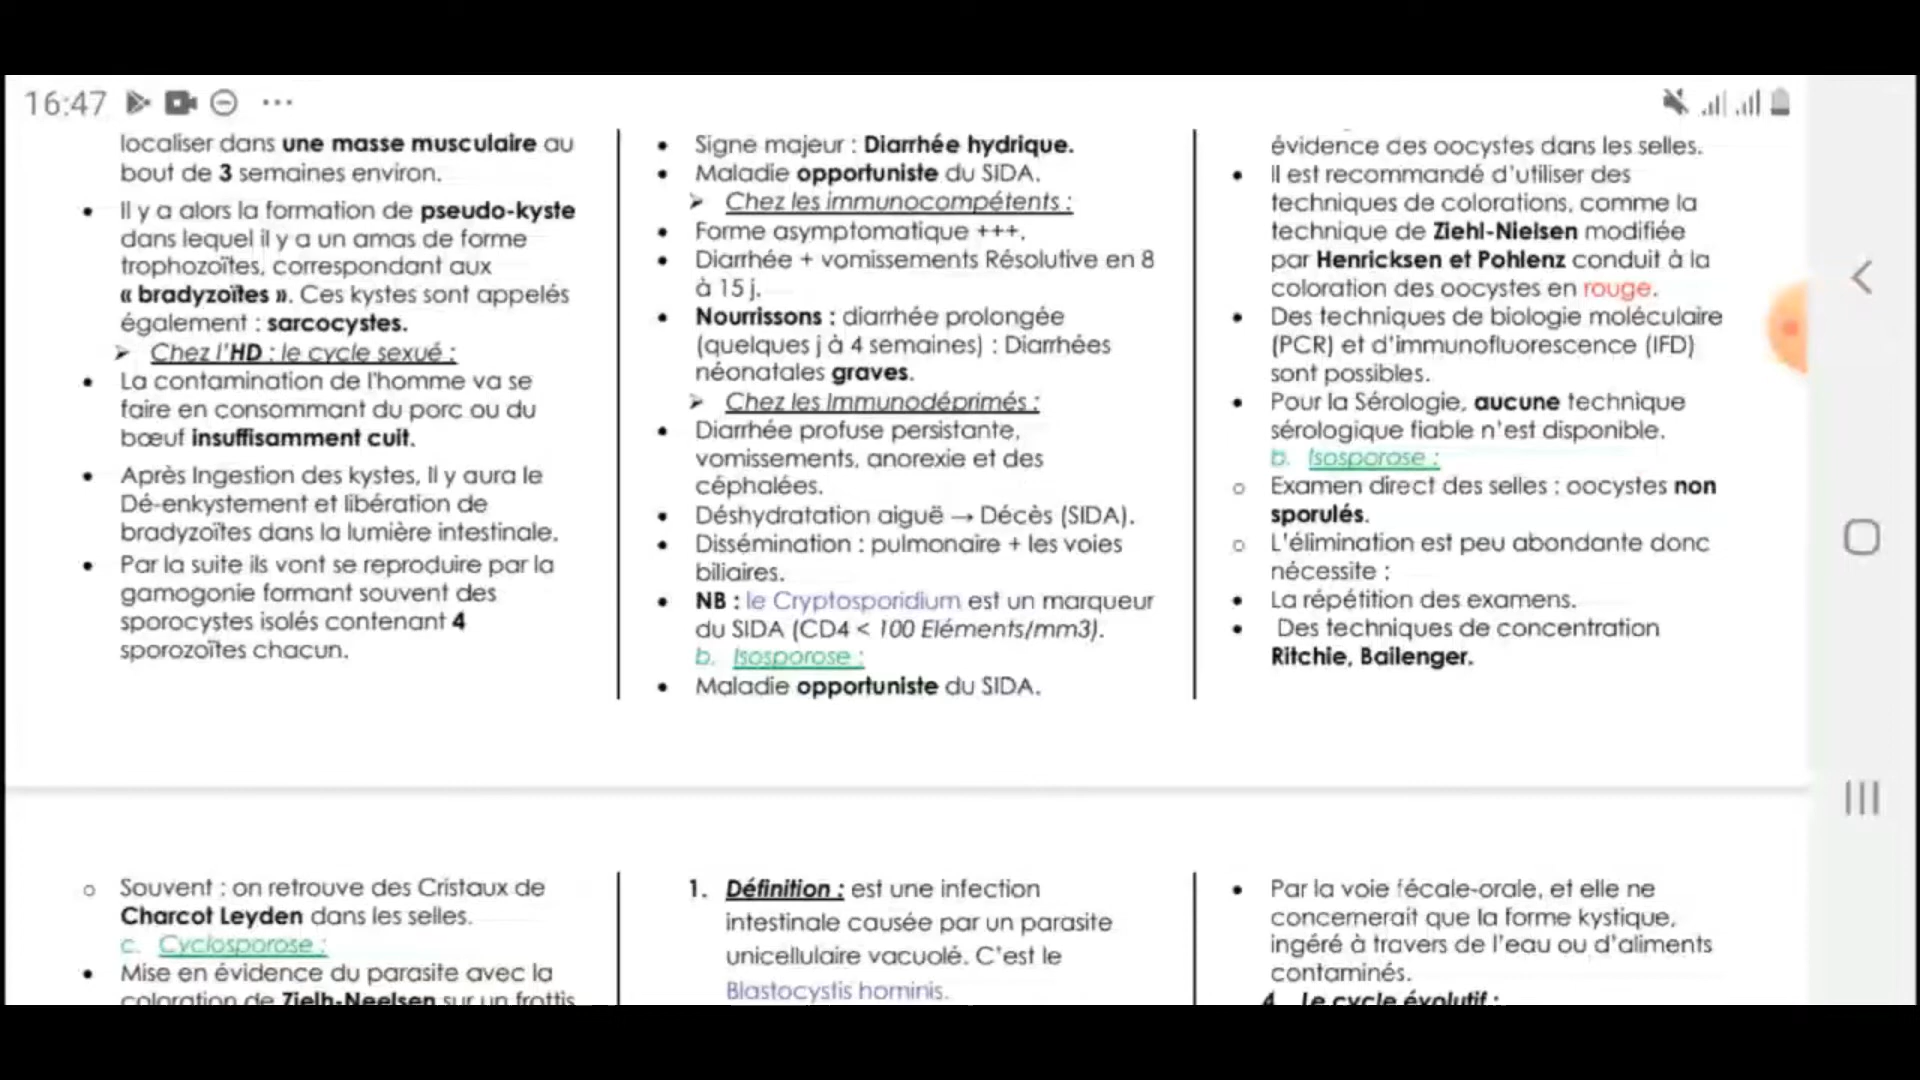 16:47
localiser dans une masse musculaire au
bout de 3 semaines environ.
• Il y a alors la formation de pseudo-kyste
dans lequel il y a un amas de forme
trophozoïtes, correspondant aux
« bradyzoïtes ». Ces kystes sont appelés
également : sarcocystes.
➤ Chez l'HD : le cycle sexué :
• La contamination de l'homme va se
faire en consommant du porc ou du
bœuf insuffisamment cuit.
• Après Ingestion des kystes, Il y aura le
Dé-enkystement et libération de
bradyzoïtes dans la lumière intestinale.
• Par la suite ils vont se reproduire par la
gamogonie formant souvent des
sporocystes isolés contenant 4
sporozoïtes chacun.
• Signe majeur : Diarrhée hydrique.
• Maladie opportuniste du SIDA.
➤ Chez les immunocompétents :
• Forme asymptomatique +++.
• Diarrhée + vomissements Résolutive en 8
à 15 j.
• Nourrissons : diarrhée prolongée
(quelques j à 4 semaines) : Diarrhées
néonatales graves.
➤ Chez les Immunodéprimés :
• Diarrhée profuse persistante,
vomissements, anorexie et des
céphalées.
• Déshydratation aiguë → Décès (SIDA).
• Dissémination : pulmonaire + les voies
biliaires.
• NB : le Cryptosporidium est un marqueur
du SIDA (CD4 < 100 Eléments/mm3).
b. Isosporose :
• Maladie opportuniste du SIDA.
évidence des oocystes dans les selles.
• Il est recommandé d'utiliser des
techniques de colorations, comme la
technique de Ziehl-Nielsen modifiée
par Henricksen et Pohlenz conduit à la
coloration des oocystes en rouge.
• Des techniques de biologie moléculaire
(PCR) et d'immunofluorescence (IFD)
sont possibles.
• Pour la Sérologie, aucune technique
sérologique fiable n'est disponible.
b. Isosporose :
o Examen direct des selles : oocystes non
sporulés.
o L'élimination est peu abondante donc
nécessite :
• La répétition des examens.
• Des techniques de concentration
Ritchie, Bailenger.
o Souvent : on retrouve des Cristaux de
Charcot Leyden dans les selles.
c. Cyclosporose :
• Mise en évidence du parasite avec la
coloration de Zielh-Neelsen sur un frottis
1. Définition : est une infection
intestinale causée par un parasite
unicellulaire vacuolé. C'est le
Blastocystis hominis.
• Par la voie fécale-orale, et elle ne
concernerait que la forme kystique,
ingéré à travers de l'eau ou d'aliments
contaminés.
4. Le cycle évolutif :